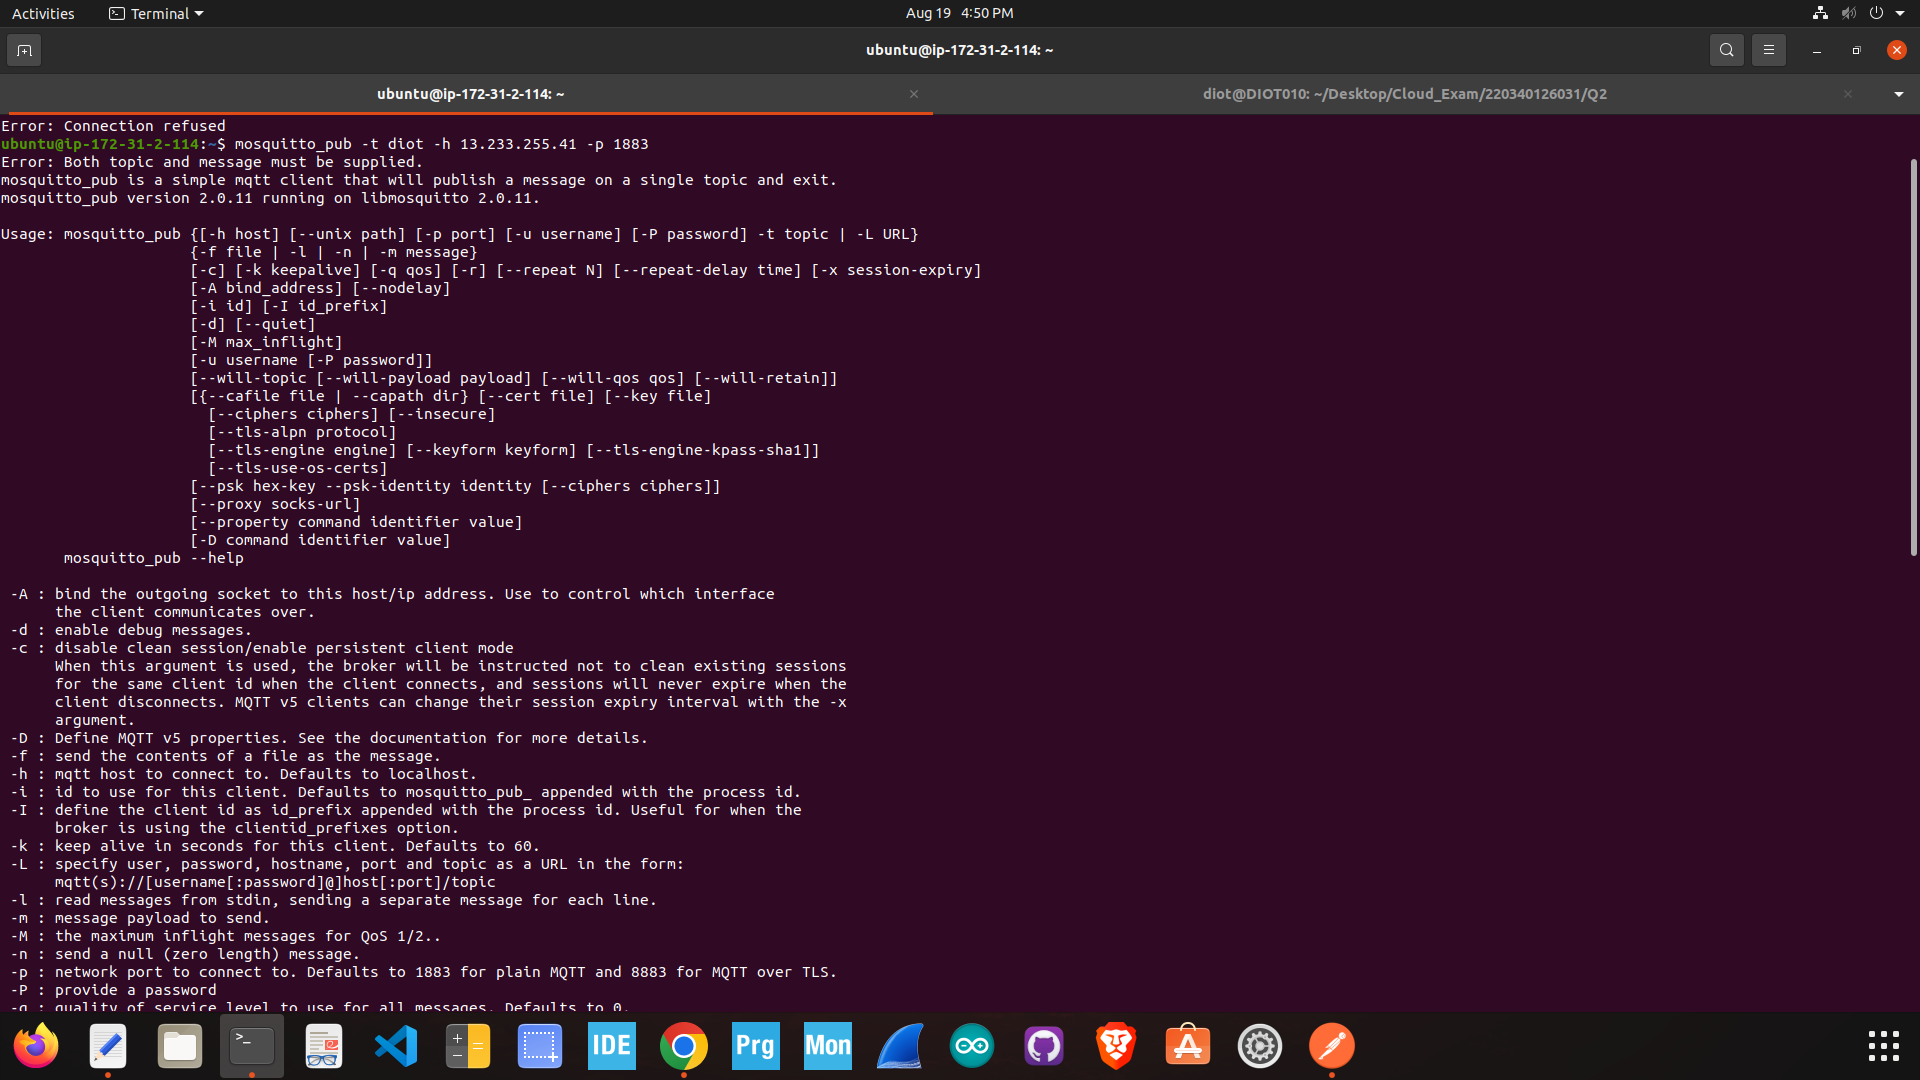 Activities
Terminal
Aug 19 4:50 PM
ubuntu@ip-172-31-2-114: ~
ubuntu@ip-172-31-2-114: ~
diot@DIOT010: ~/Desktop/Cloud_Exam/220340126031/Q2
Error: Connection refused
ubuntu@ip-172-31-2-114:~$ mosquitto_pub -t diot -h 13.233.255.41 -p 1883
Error: Both topic and message must be supplied.
mosquitto_pub is a simple mqtt client that will publish a message on a single topic and exit.
mosquitto_pub version 2.0.11 running on libmosquitto 2.0.11.
Usage: mosquitto_pub {[-h host] [--unix path] [-p port] [-u username] [-P password] -t topic | -L URL}
{-f file | -l | -n | -m message}
[-c] [-k keepalive] [-q qos] [-r] [--repeat N] [--repeat-delay time] [-x session-expiry]
[-A bind_address] [--nodelay]
[-i id] [-I id_prefix]
[-d] [--quiet]
[-M max_inflight]
[-u username [-P password]]
[--will-topic [--will-payload payload] [--will-qos qos] [--will-retain]]
[{--cafile file | --capath dir} [--cert file] [--key file]
[--ciphers ciphers] [--insecure]
[--tls-alpn protocol]
[--tls-engine engine] [--keyform keyform] [--tls-engine-kpass-sha1]]
[--tls-use-os-certs]
[--psk hex-key --psk-identity identity [--ciphers ciphers]]
[--proxy socks-url]
[--property command identifier value]
[-D command identifier value]
mosquitto_pub --help
-A : bind the outgoing socket to this host/ip address. Use to control which interface
the client communicates over.
-d : enable debug messages.
-c : disable clean session/enable persistent client mode
When this argument is used, the broker will be instructed not to clean existing sessions
for the same client id when the client connects, and sessions will never expire when the
client disconnects. MQTT v5 clients can change their session expiry interval with the -x
argument.
-D : Define MQTT v5 properties. See the documentation for more details.
-f : send the contents of a file as the message.
-h : mqtt host to connect to. Defaults to localhost.
-i : id to use for this client. Defaults to mosquitto_pub_ appended with the process id.
-I : define the client id as id_prefix appended with the process id. Useful for when the
broker is using the clientid_prefixes option.
-k : keep alive in seconds for this client. Defaults to 60.
-L : specify user, password, hostname, port and topic as a URL in the form:
mqtt(s)://[username[:password]@]host[:port]/topic
-l : read messages from stdin, sending a separate message for each line.
-m : message payload to send.
-M : the maximum inflight messages for QoS 1/2..
-n : send a null (zero length) message.
-p : network port to connect to. Defaults to 1883 for plain MQTT and 8883 for MQTT over TLS.
-P : provide a password
-q : quality of service level to use for all messages. Defaults to 0.
IDE
Prg
Mon